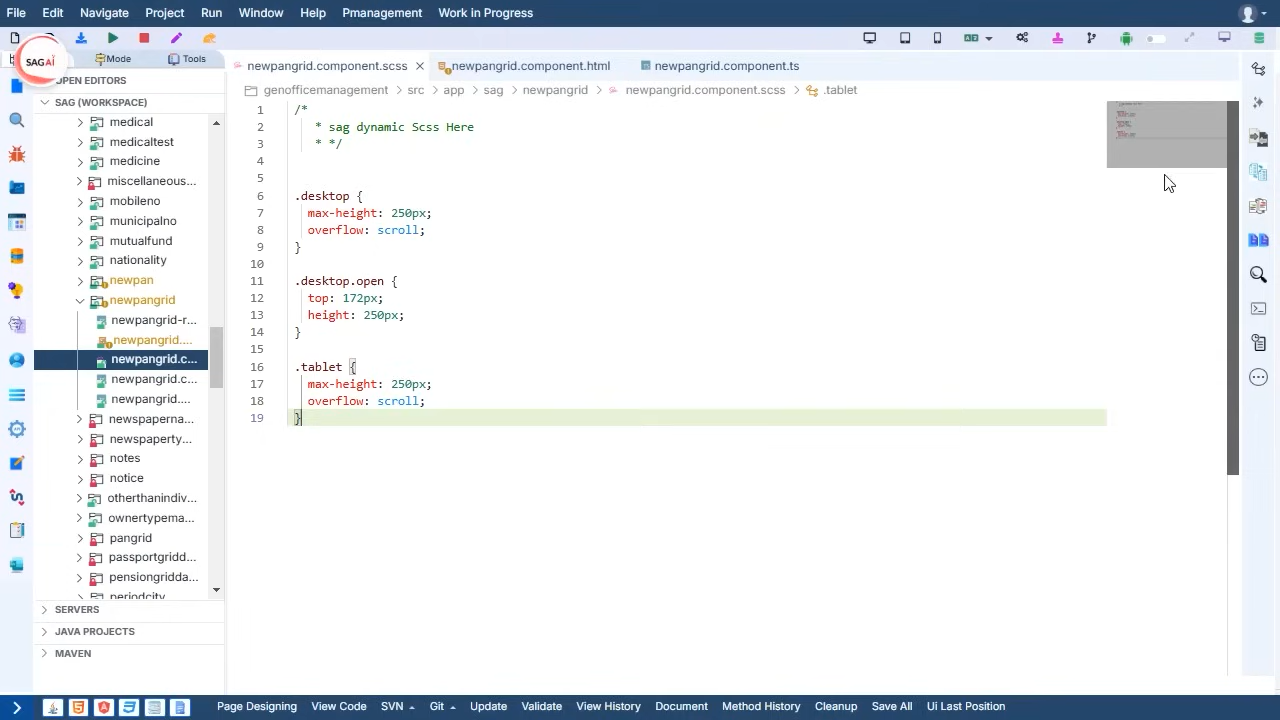 File Edit Navigate Project Run Window Help Pmanagement Work in Progress
SAG AI
Mode
Tools
OPEN EDITORS
SAG (WORKSPACE)
medical
medicaltest
medicine
miscellaneous...
mobileno
municipalno
mutualfund
nationality
newpan
newpangrid
newpangrid-r...
newpangrid....
newpangrid.c...
newpangrid.c...
newpangrid....
newspaperna...
newspaperty...
notes
notice
otherthanindiv...
ownertypema...
pangrid
passportgridd...
pensiongridda...
periodcity
SERVERS
JAVA PROJECTS
MAVEN
newpangrid.component.scss newpangrid.component.html newpangrid.component.ts
genofficemanagement > src > app > sag > newpangrid > newpangrid.component.scss > .tablet
1 /*
2 * sag dynamic Scss Here
3 * */
4
5
6 .desktop {
7 max-height: 250px;
8 overflow: scroll;
9 }
10
11 .desktop.open {
12 top: 172px;
13 height: 250px;
14 }
15
16 .tablet {
17 max-height: 250px;
18 overflow: scroll;
19 }
Page Designing View Code SVN Git Update Validate View History Document Method History Cleanup Save All Ui Last Position